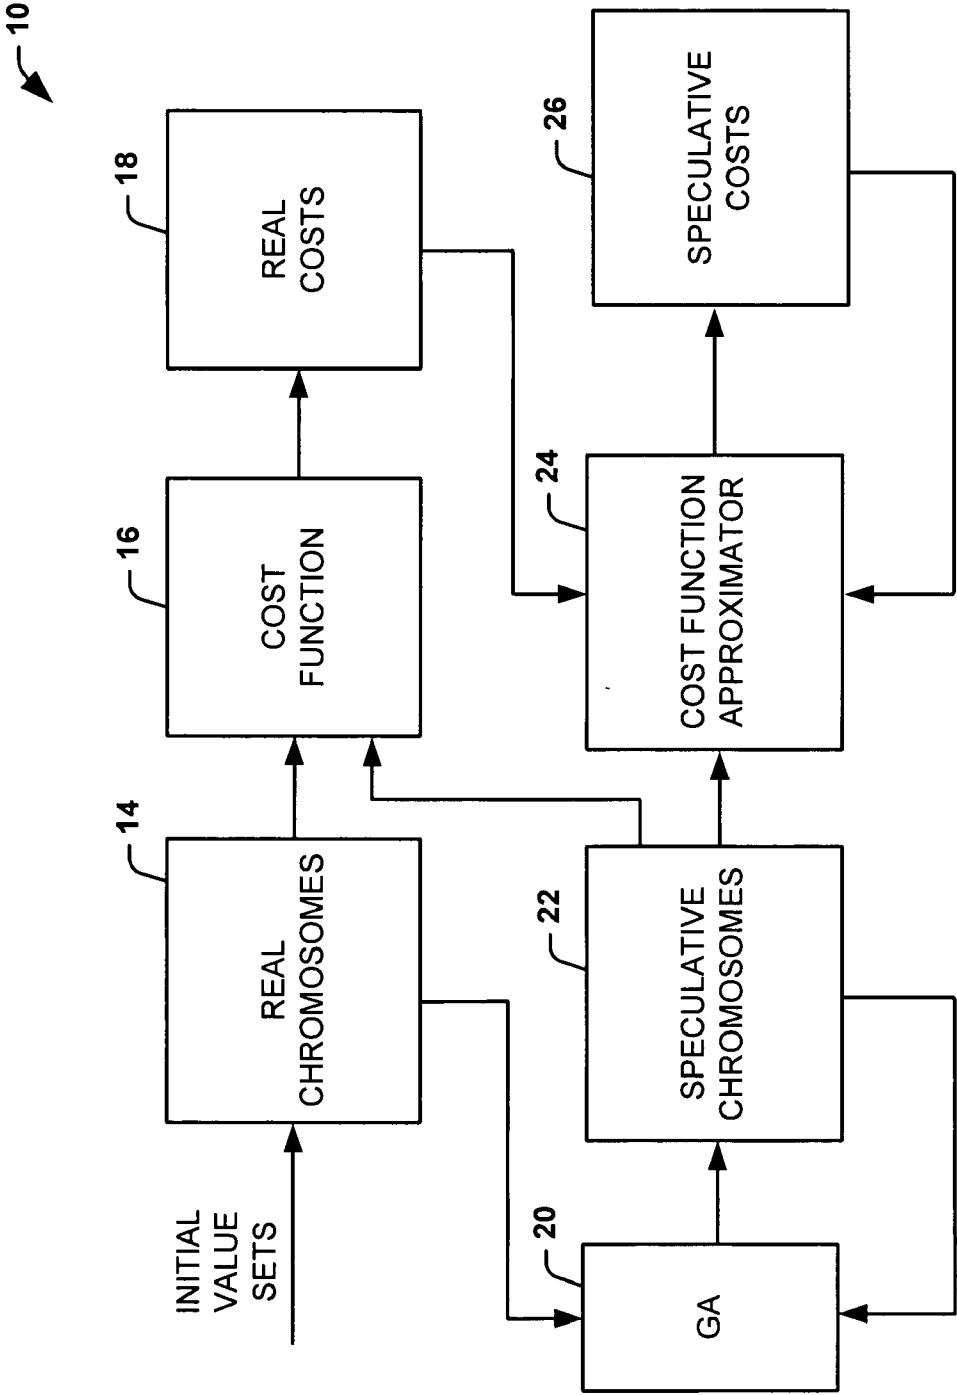 10
INITIAL
VALUE
SETS
14
REAL
CHROMOSOMES
16
COST
FUNCTION
18
REAL
COSTS
20
GA
22
SPECULATIVE
CHROMOSOMES
24
COST FUNCTION
APPROXIMATOR
26
SPECULATIVE
COSTS